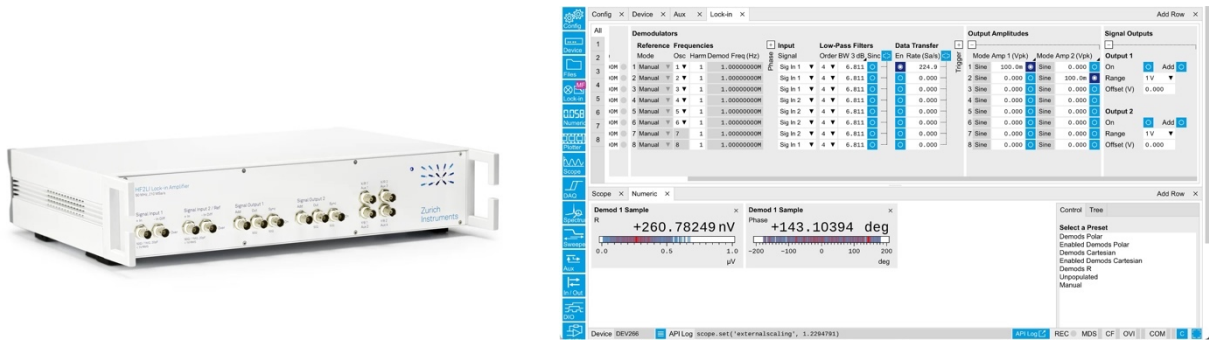 HF2LI Lock-in Amplifier
Signal Input 1
Signal Input 2 / Ref
Signal Output 1
Signal Output 2
Zurich
Instruments
Config × Device × Aux × Lock-in × Add Row ×
Config
Device
Files
MF
Lock-in
Numeric
Plotter
Scope
DAQ
Spectru
Sweepe
Aux
In / Out
DIO
All
1
2
3
4
5
6
7
8
Demodulators
Reference Frequencies Input Low-Pass Filters Data Transfer
Mode Osc Harm Demod Freq (Hz) Phase Signal Order BW 3 dB Sinc En Rate (Sa/s) Trigger
1 Manual 1 1 1.00000000M Sig In 1 4 6.811 224.9
2 Manual 2 1 1.00000000M Sig In 1 4 6.811 0.000
3 Manual 3 1 1.00000000M Sig In 1 4 6.811 0.000
4 Manual 4 1 1.00000000M Sig In 2 4 6.811 0.000
5 Manual 5 1 1.00000000M Sig In 2 4 6.811 0.000
6 Manual 6 1 1.00000000M Sig In 2 4 6.811 0.000
7 Manual 7 1 1.00000000M Sig In 1 4 6.811 0.000
8 Manual 8 1 1.00000000M Sig In 2 4 6.811 0.000
Output Amplitudes
Mode Amp 1 (Vpk) Mode Amp 2 (Vpk)
1 Sine 100.0m Sine 0.000
2 Sine 0.000 Sine 100.0m
3 Sine 0.000 Sine 0.000
4 Sine 0.000 Sine 0.000
5 Sine 0.000 Sine 0.000
6 Sine 0.000 Sine 0.000
7 Sine 0.000 Sine 0.000
8 Sine 0.000 Sine 0.000
Signal Outputs
Output 1
On Add
Range 1 V
Offset (V) 0.000
Output 2
On Add
Range 1 V
Offset (V) 0.000
Scope × Numeric × Add Row ×
Demod 1 Sample ×
R
+260.78249 nV
0.0 0.5 1.0
µV
Demod 1 Sample ×
Phase
+143.10394 deg
-200 -100 0 100 200
deg
Control Tree
Select a Preset
Demods Polar
Enabled Demods Polar
Demods Cartesian
Enabled Demods Cartesian
Demods R
Unpopulated
Manual
Device DEV266 API Log scope.set('externalscaling', 1.2294791) API Log REC MDS CF OVI COM C